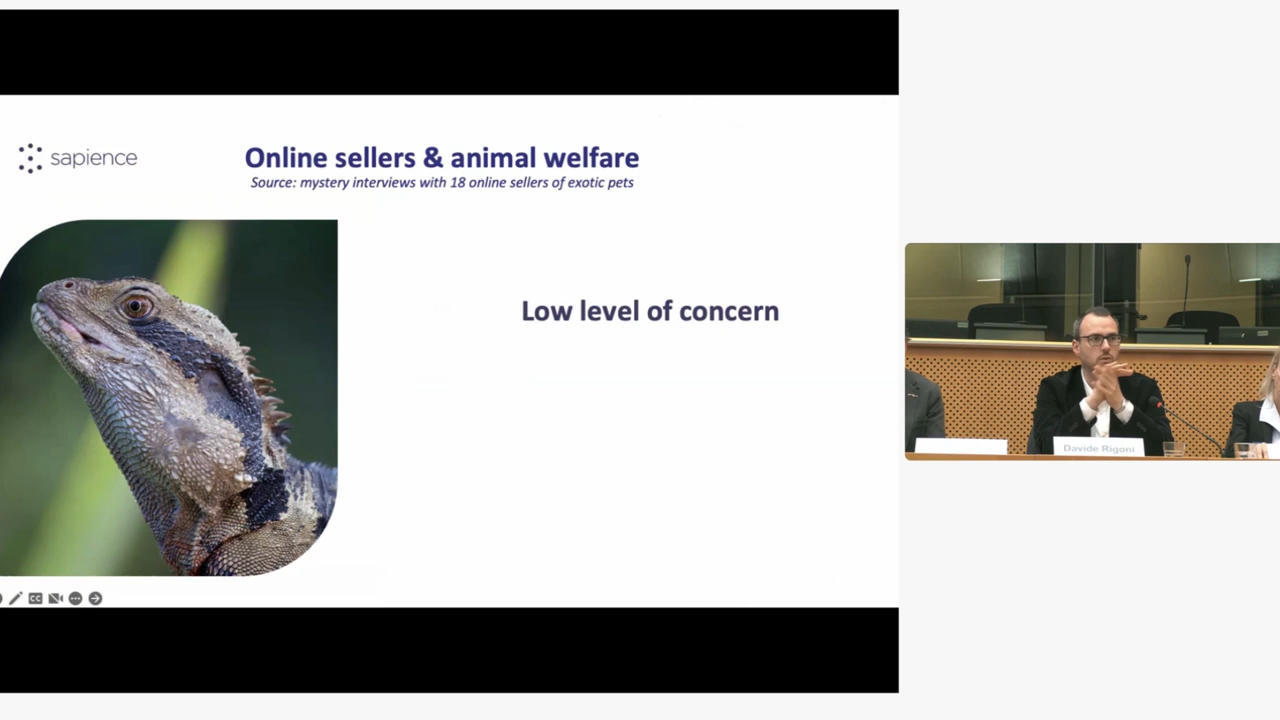 sapience
Online sellers & animal welfare
Source: mystery interviews with 18 online sellers of exotic pets
Low level of concern
CC
Davide Rigoni